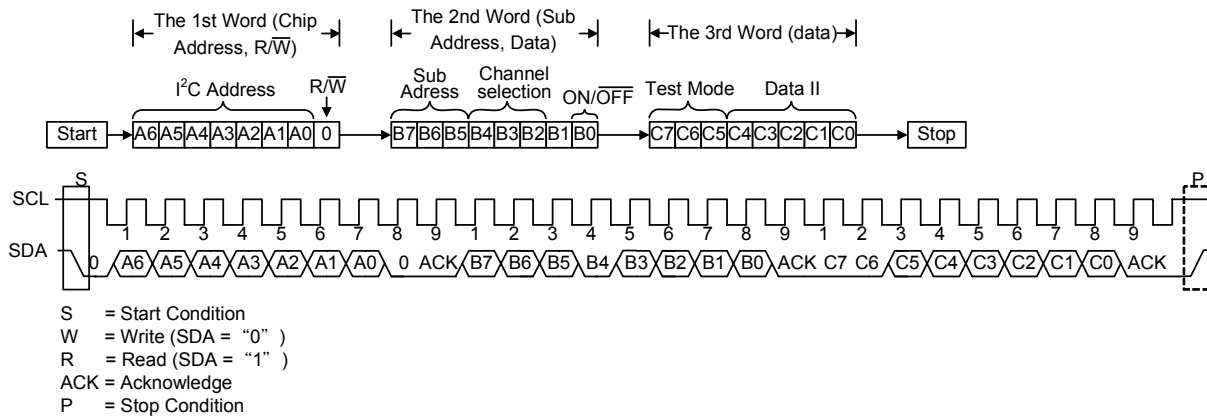 The 1st Word (Chip Address, R/W̅)
The 2nd Word (Sub Address, Data)
The 3rd Word (data)
I²C Address
R/W̅
Sub Adress
Channel selection
ON/O̅F̅F̅
Test Mode
Data II
Start
A6 A5 A4 A3 A2 A1 A0 0
B7 B6 B5 B4 B3 B2 B1 B0
C7 C6 C5 C4 C3 C2 C1 C0
Stop
S
P
SCL
1 2 3 4 5 6 7 8 9 1 2 3 4 5 6 7 8 9 1 2 3 4 5 6 7 8 9
SDA
0 A6 A5 A4 A3 A2 A1 A0 0 ACK B7 B6 B5 B4 B3 B2 B1 B0 ACK C7 C6 C5 C4 C3 C2 C1 C0 ACK
S = Start Condition
W = Write (SDA = “0” )
R = Read (SDA = “1” )
ACK = Acknowledge
P = Stop Condition